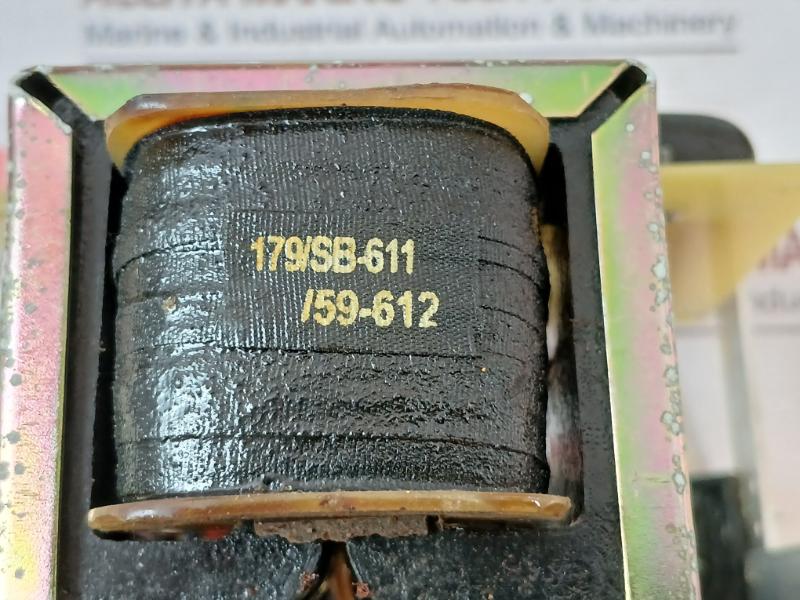 Marine & Industrial Automation & Machinery
179/SB-611
/59-612